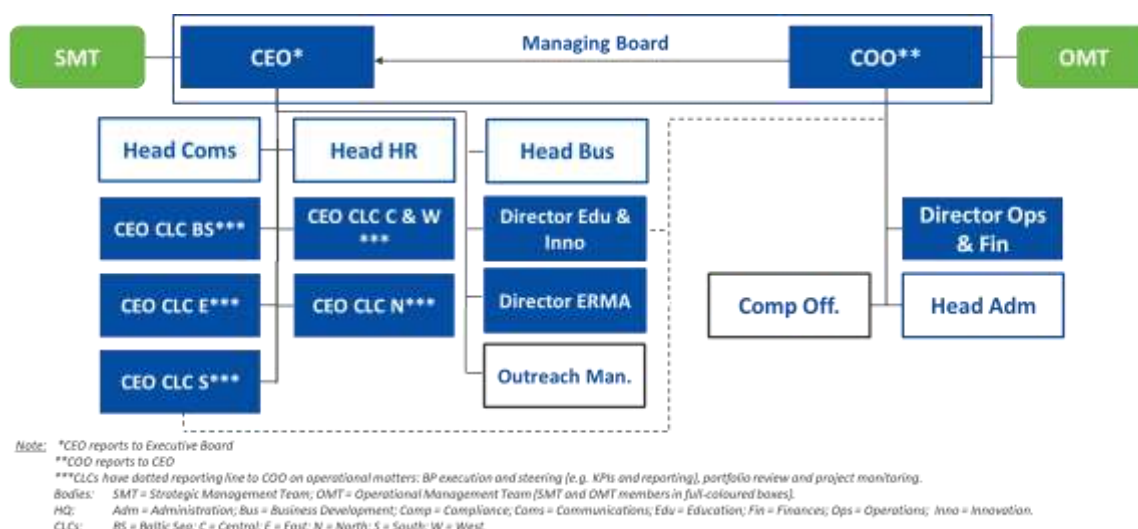 SMT
CEO*
Managing Board
COO**
OMT
Head Coms
Head HR
Head Bus
CEO CLC BS***
CEO CLC C & W
***
Director Edu &
Inno
Director Ops
& Fin
CEO CLC E***
CEO CLC N***
Director ERMA
Comp Off.
Head Adm
CEO CLC S***
Outreach Man.
Note: *CEO reports to Executive Board
**COO reports to CEO
***CLCs have dotted reporting line to COO on operational matters: BP execution and steering (e.g. KPIs and reporting), portfolio review and project monitoring.
Bodies: SMT = Strategic Management Team; OMT = Operational Management Team (SMT and OMT members in full-coloured boxes).
HQ: Adm = Administration; Bus = Business Development; Comp = Compliance; Coms = Communications; Edu = Education; Fin = Finances; Ops = Operations; Inno = Innovation.
CLCs: BS = Baltic Sea; C = Central; E = East; N = North; S = South; W = West.